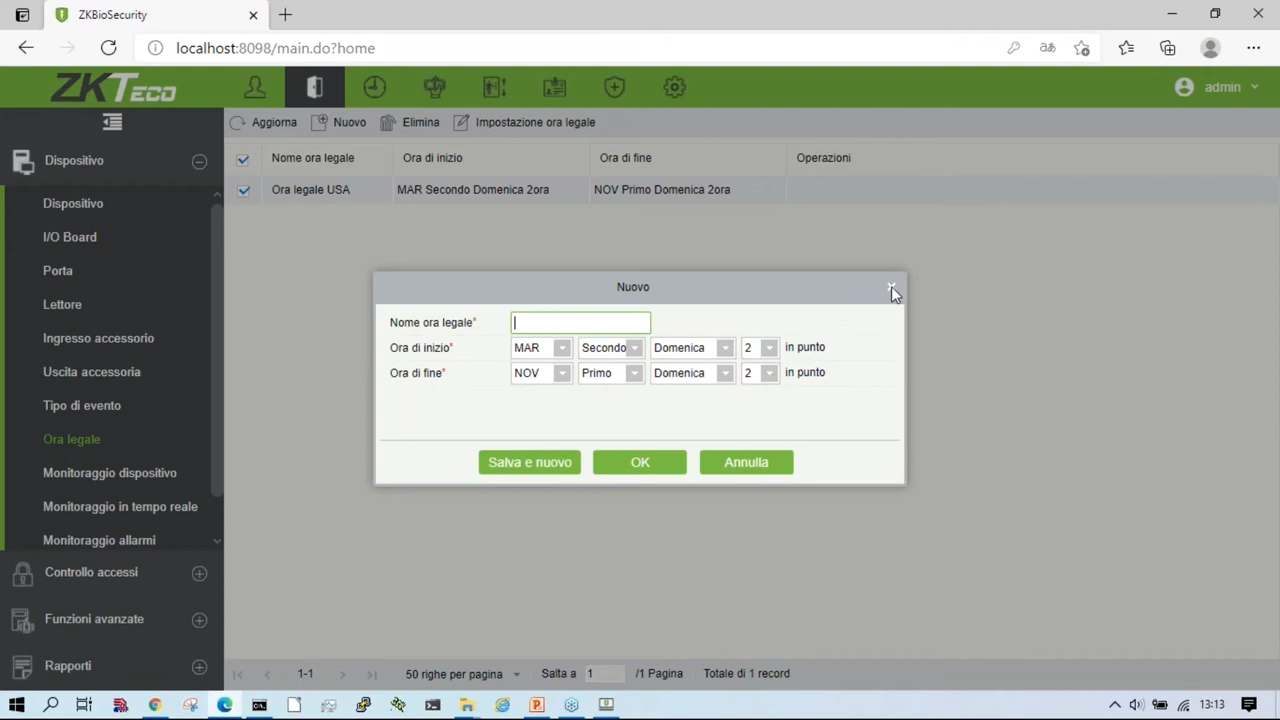 ZKBioSecurity
localhost:8098/main.do?home
ZKTeco
admin
Aggiorna Nuovo Elimina Impostazione ora legale
Dispositivo
Nome ora legale Ora di inizio Ora di fine Operazioni
Ora legale USA MAR Secondo Domenica 2ora NOV Primo Domenica 2ora
Dispositivo
I/O Board
Porta
Lettore
Ingresso accessorio
Uscita accessoria
Tipo di evento
Ora legale
Monitoraggio dispositivo
Monitoraggio in tempo reale
Monitoraggio allarmi
Controllo accessi
Funzioni avanzate
Rapporti
Nuovo
Nome ora legale*
Ora di inizio* MAR Secondo Domenica 2 in punto
Ora di fine* NOV Primo Domenica 2 in punto
Salva e nuovo OK Annulla
1-1 50 righe per pagina Salta a 1 /1 Pagina Totale di 1 record
13:13